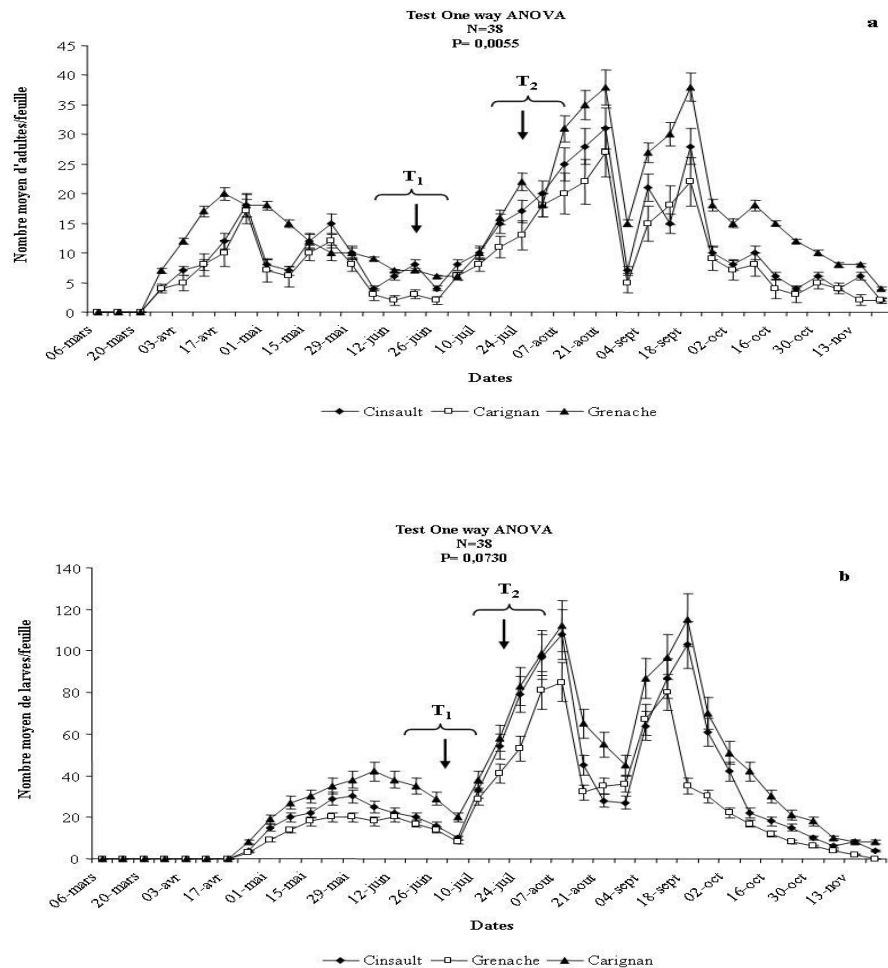 Test One way ANOVA
N=38
P= 0,0055
a
Nombre moyen d'adultes/feuille
45
40
35
30
25
20
15
10
5
0
T1
T2
06-mars
20-mars
03-avr
17-avr
01-mai
15-mai
29-mai
12-juin
26-juin
10-juil
24-juil
07-aout
21-aout
04-sept
18-sept
02-oct
16-oct
30-oct
13-nov
Dates
Cinsault Carignan Grenache
Test One way ANOVA
N=38
P= 0,0730
b
Nombre moyen de larves/feuille
140
120
100
80
60
40
20
0
T1
T2
06-mars
20-mars
03-avr
17-avr
01-mai
15-mai
29-mai
12-juin
26-juin
10-juil
24-juil
07-aout
21-aout
04-sept
18-sept
02-oct
16-oct
30-oct
13-nov
Dates
Cinsault Grenache Carignan